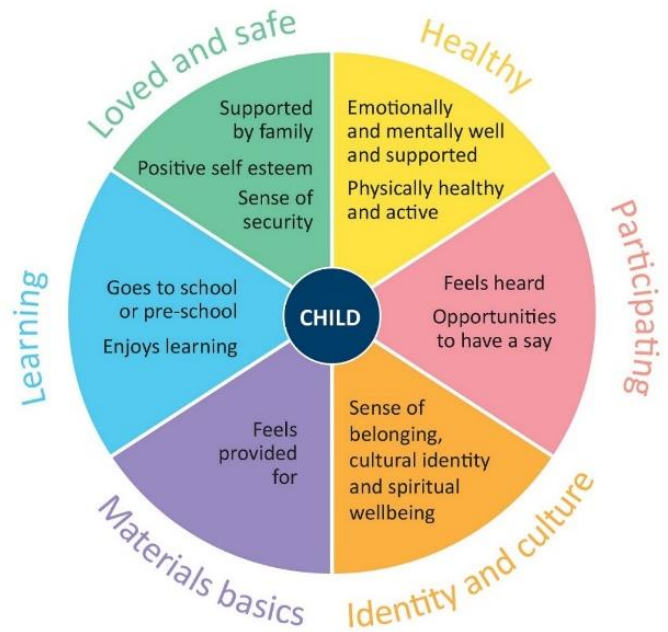 Loved and safe
Supported
by family
Positive self esteem
Sense of
security
Healthy
Emotionally
and mentally well
and supported
Physically healthy
and active
Participating
Feels heard
Opportunities
to have a say
Identity and culture
Sense of
belonging,
cultural identity
and spiritual
wellbeing
Materials basics
Feels
provided
for
Learning
Goes to school
or pre-school
Enjoys learning
CHILD